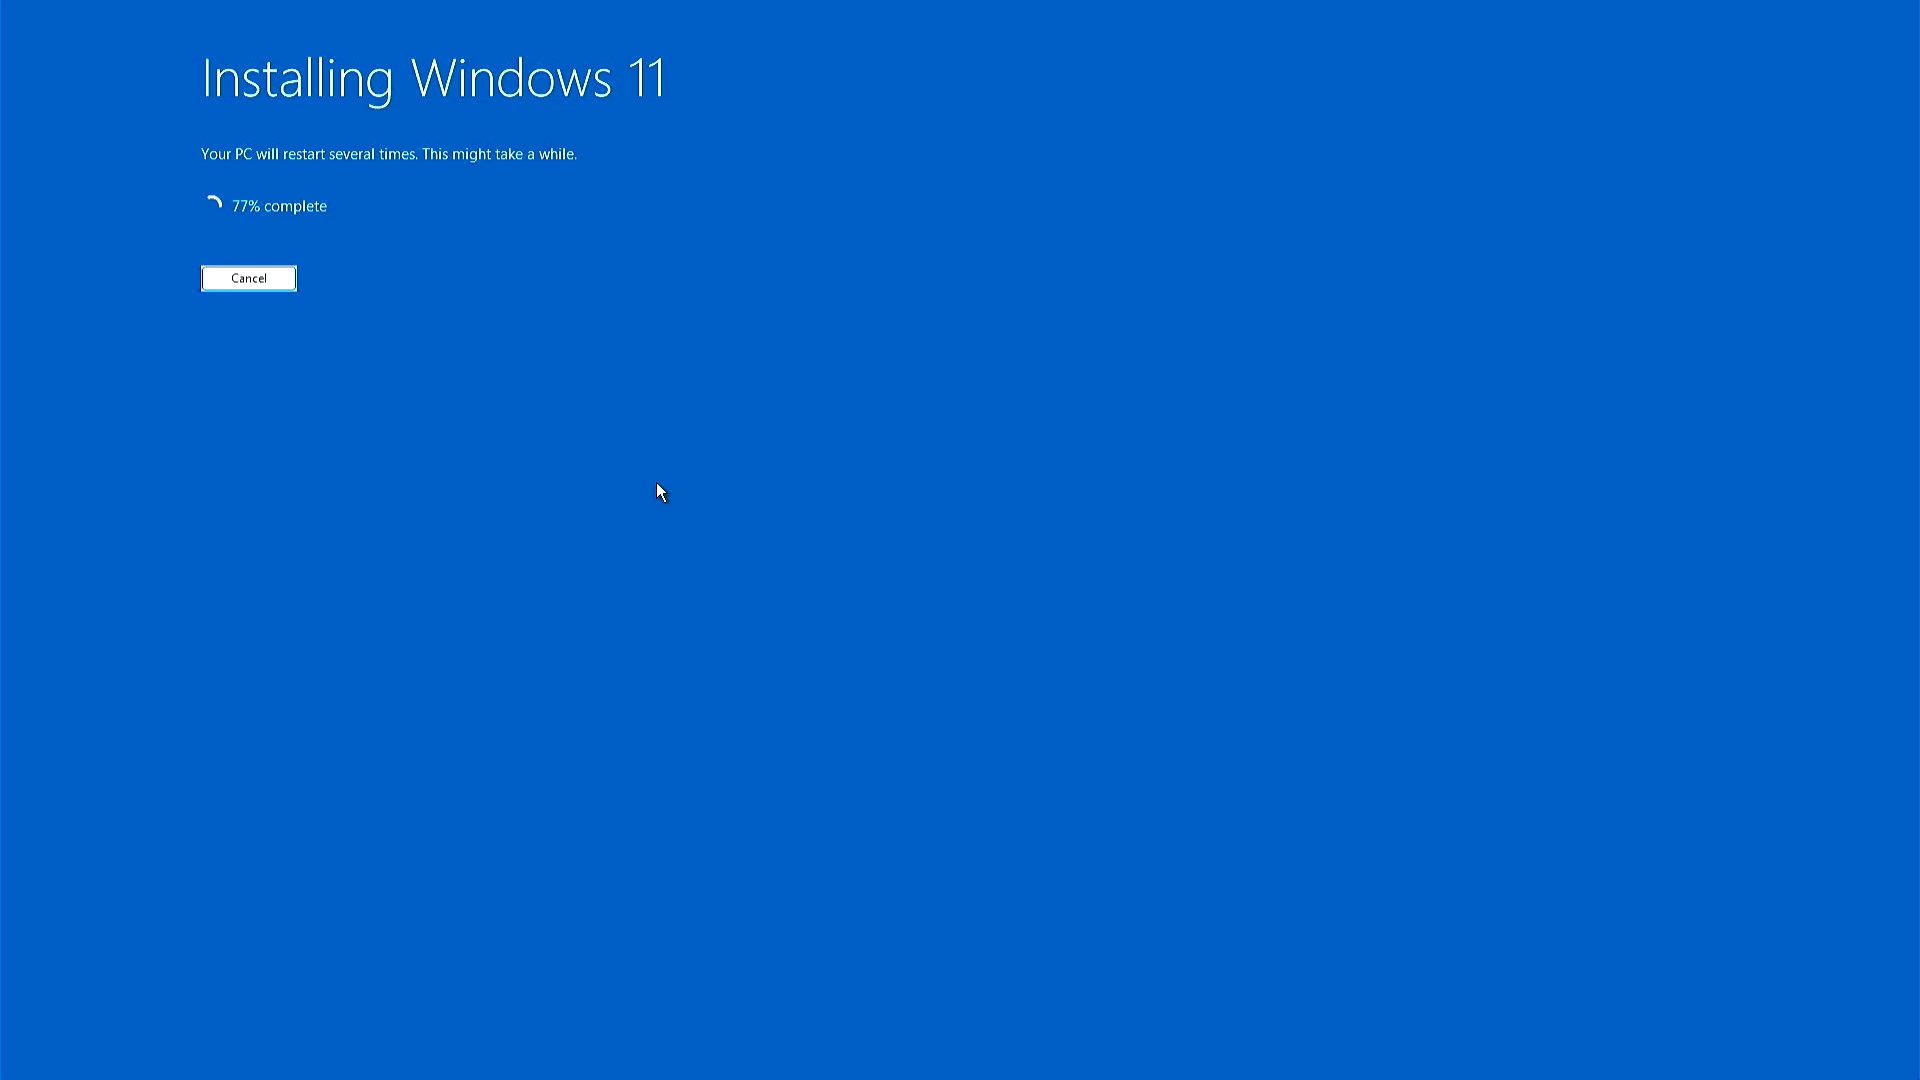 Installing Windows 11
Your PC will restart several times. This might take a while.
77% complete
Cancel